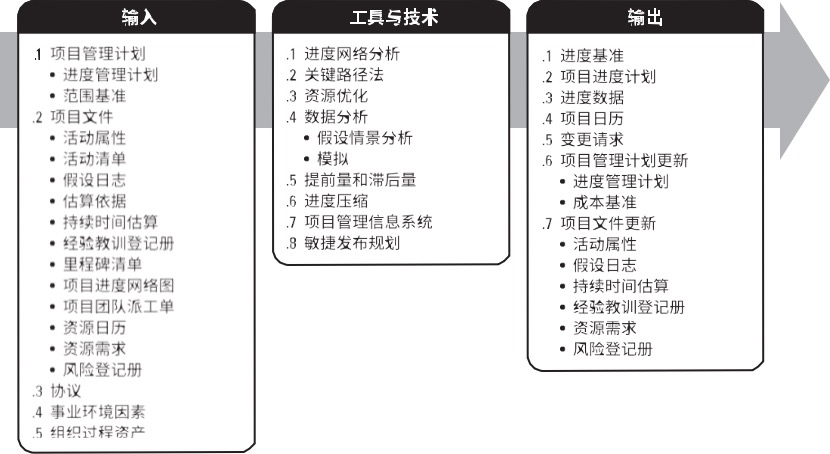 输入
.1 项目管理计划
• 进度管理计划
• 范围基准
.2 项目文件
• 活动属性
• 活动清单
• 假设日志
• 估算依据
• 持续时间估算
• 经验教训登记册
• 里程碑清单
• 项目进度网络图
• 项目团队派工单
• 资源日历
• 资源需求
• 风险登记册
.3 协议
.4 事业环境因素
.5 组织过程资产
工具与技术
.1 进度网络分析
.2 关键路径法
.3 资源优化
.4 数据分析
• 假设情景分析
• 模拟
.5 提前量和滞后量
.6 进度压缩
.7 项目管理信息系统
.8 敏捷发布规划
输出
.1 进度基准
.2 项目进度计划
.3 进度数据
.4 项目日历
.5 变更请求
.6 项目管理计划更新
• 进度管理计划
• 成本基准
.7 项目文件更新
• 活动属性
• 假设日志
• 持续时间估算
• 经验教训登记册
• 资源需求
• 风险登记册